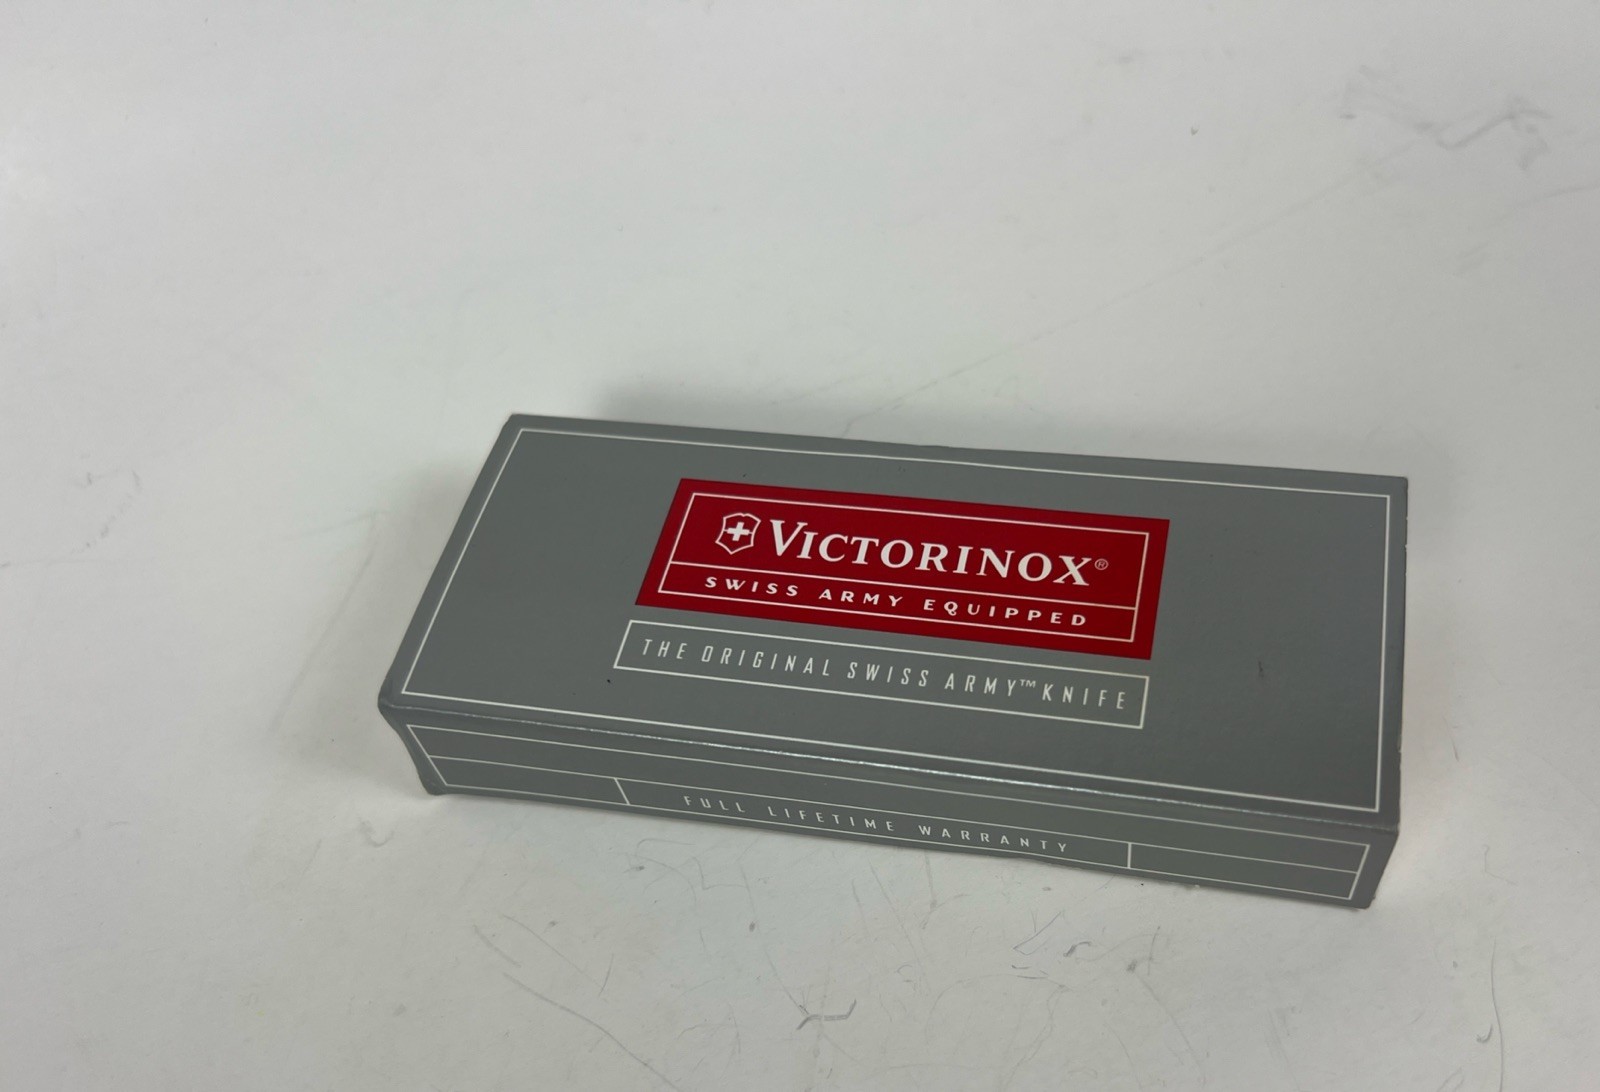 VICTORINOX®
SWISS ARMY EQUIPPED
THE ORIGINAL SWISS ARMY™ KNIFE
FULL LIFETIME WARRANTY